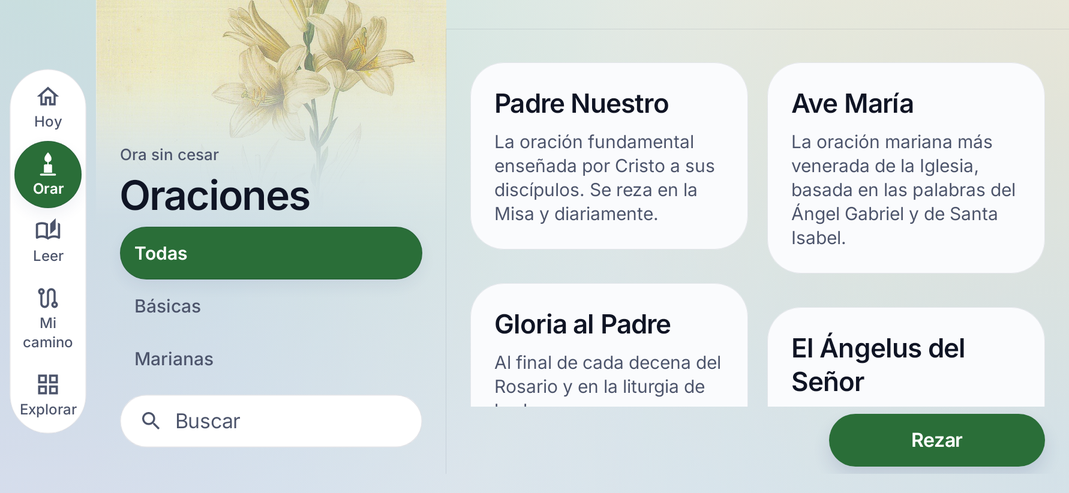 Hoy
Orar
Leer
Mi
camino
Explorar
Ora sin cesar
Oraciones
Todas
Básicas
Marianas
Buscar
Padre Nuestro
La oración fundamental
enseñada por Cristo a sus
discípulos. Se reza en la
Misa y diariamente.
Ave María
La oración mariana más
venerada de la Iglesia,
basada en las palabras del
Ángel Gabriel y de Santa
Isabel.
Gloria al Padre
Al final de cada decena del
Rosario y en la liturgia de
El Ángelus del
Señor
Rezar